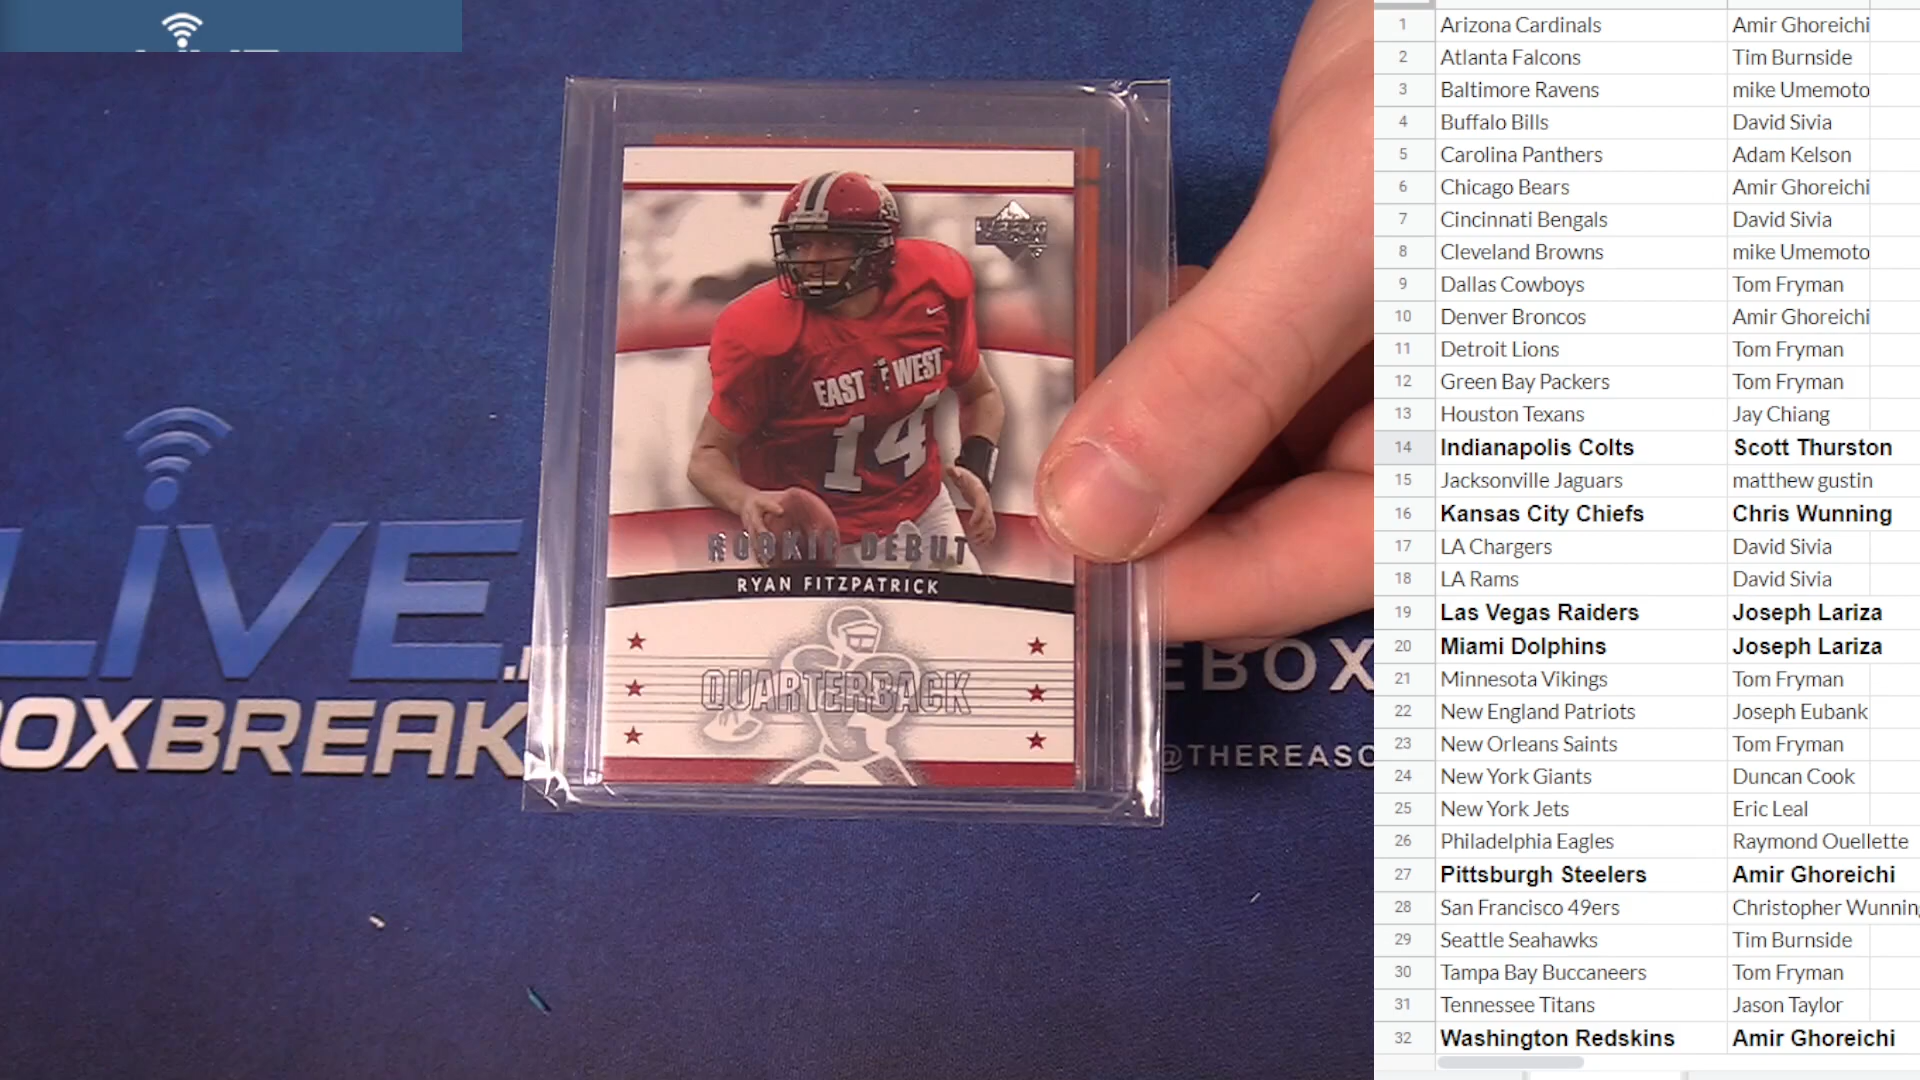 EAST WEST
14
ROOKIE DEBUT
RYAN FITZPATRICK
QUARTERBACK
LIVE
OXBREAK
EBOX
@THEREASO
1 Arizona Cardinals Amir Ghoreichi
2 Atlanta Falcons Tim Burnside
3 Baltimore Ravens mike Umemoto
4 Buffalo Bills David Sivia
5 Carolina Panthers Adam Kelson
6 Chicago Bears Amir Ghoreichi
7 Cincinnati Bengals David Sivia
8 Cleveland Browns mike Umemoto
9 Dallas Cowboys Tom Fryman
10 Denver Broncos Amir Ghoreichi
11 Detroit Lions Tom Fryman
12 Green Bay Packers Tom Fryman
13 Houston Texans Jay Chiang
14 Indianapolis Colts Scott Thurston
15 Jacksonville Jaguars matthew gustin
16 Kansas City Chiefs Chris Wunning
17 LA Chargers David Sivia
18 LA Rams David Sivia
19 Las Vegas Raiders Joseph Lariza
20 Miami Dolphins Joseph Lariza
21 Minnesota Vikings Tom Fryman
22 New England Patriots Joseph Eubank
23 New Orleans Saints Tom Fryman
24 New York Giants Duncan Cook
25 New York Jets Eric Leal
26 Philadelphia Eagles Raymond Ouellette
27 Pittsburgh Steelers Amir Ghoreichi
28 San Francisco 49ers Christopher Wunning
29 Seattle Seahawks Tim Burnside
30 Tampa Bay Buccaneers Tom Fryman
31 Tennessee Titans Jason Taylor
32 Washington Redskins Amir Ghoreichi